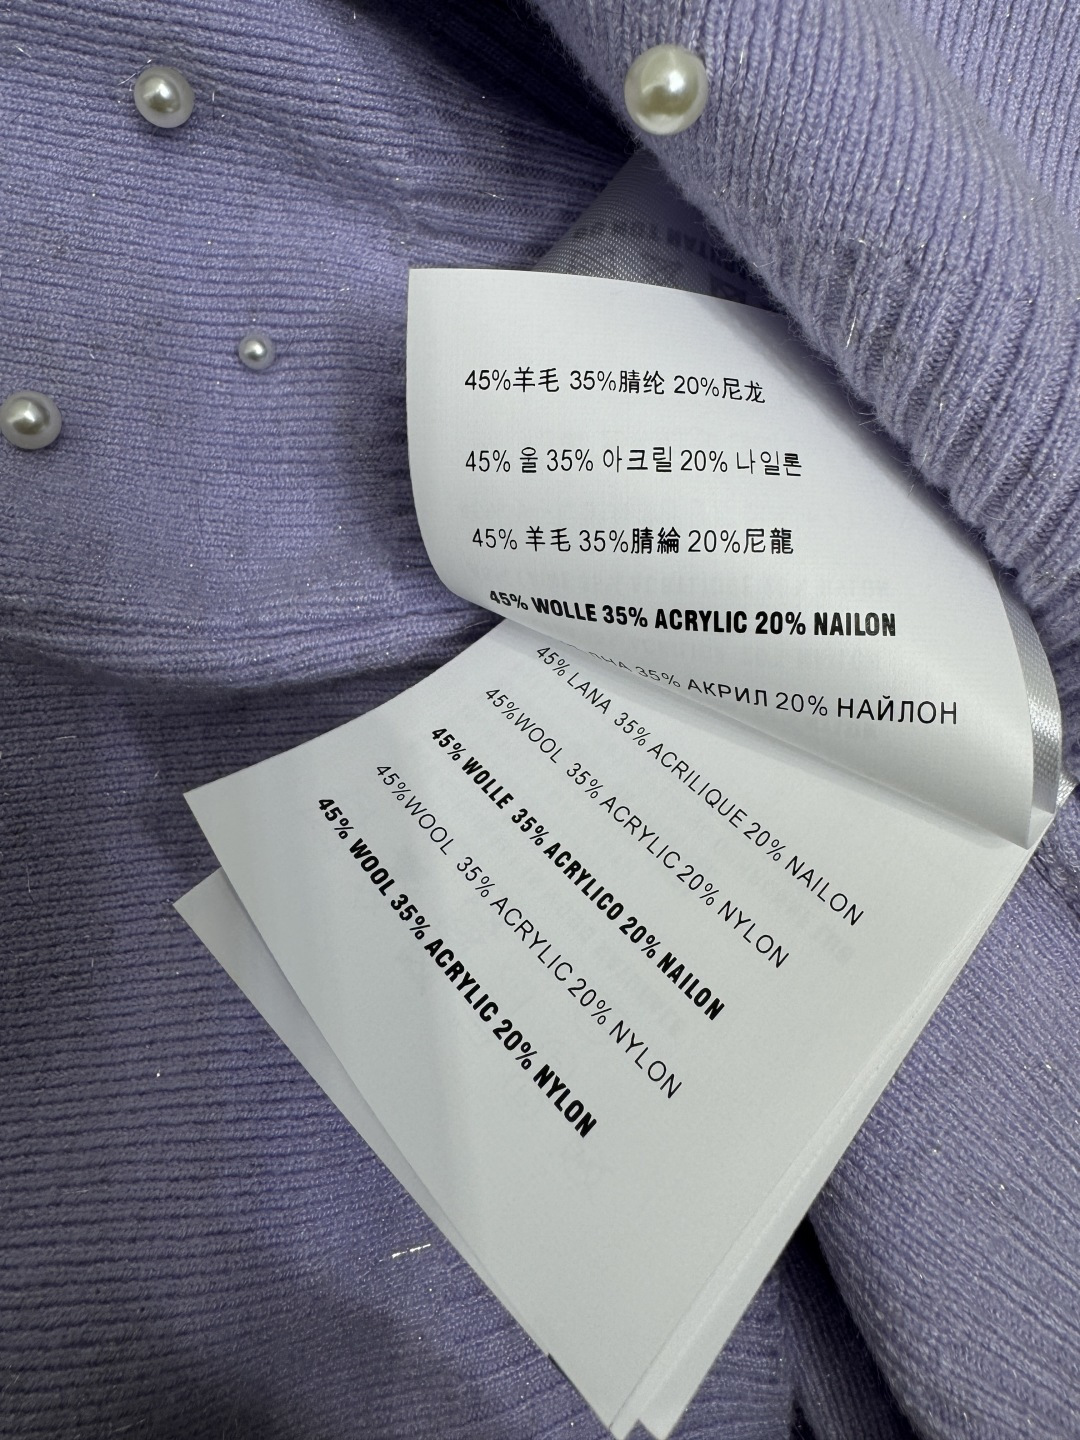 45%羊毛 35%腈纶 20%尼龙
45% 울 35% 아크릴 20% 나일론
45% 羊毛 35%腈綸 20%尼龍
45% WOLLE 35% ACRYLIC 20% NAILON
35% АКРИЛ 20% НАЙЛОН
45% LANA 35% ACRILIQUE 20% NAILON
45%WOOL 35% ACRYLIC 20% NYLON
45% WOLLE 35% ACRYLICO 20% NAILON
45%WOOL 35% ACRYLIC 20% NYLON
45% WOOL 35% ACRYLIC 20% NYLON